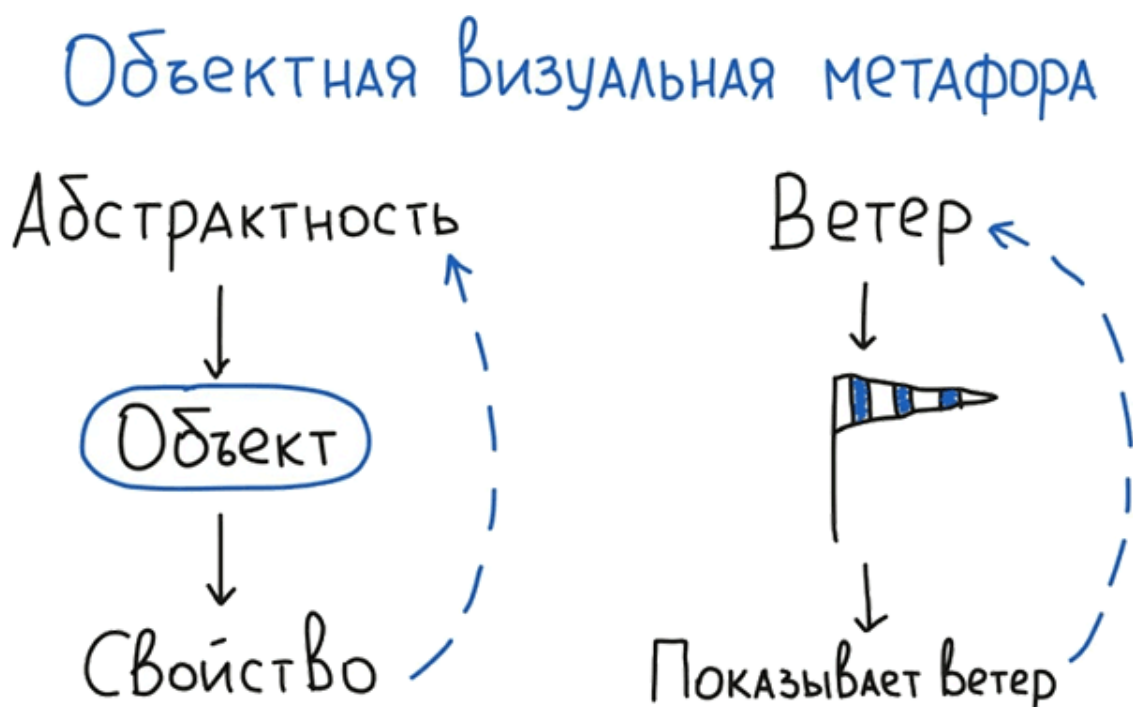 Объектная визуальная метафора
Абстрактность
Объект
Свойство
Ветер
Показывает ветер